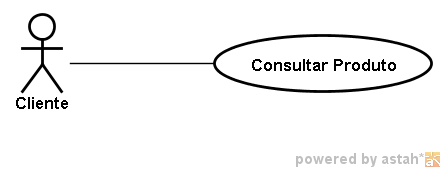 Consultar Produto
Cliente
powered by astah*